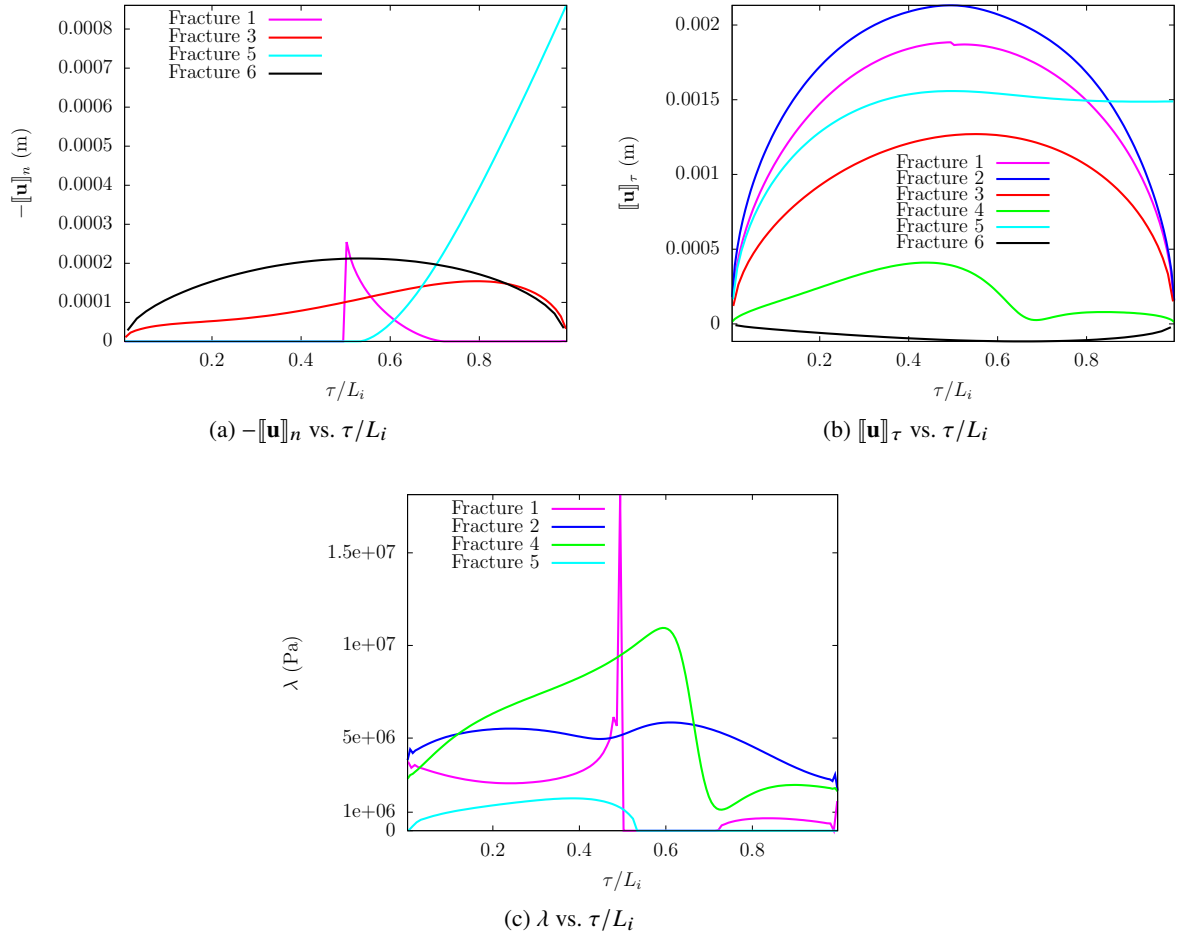 Fracture 1
Fracture 3
Fracture 5
Fracture 6
0.0008
0.0007
0.0006
0.0005
0.0004
0.0003
0.0002
0.0001
0
−⟦u⟧n (m)
0.2
0.4
0.6
0.8
τ/Li
(a) −⟦u⟧n vs. τ/Li
0.002
0.0015
0.001
0.0005
0
⟦u⟧τ (m)
Fracture 1
Fracture 2
Fracture 3
Fracture 4
Fracture 5
Fracture 6
0.2
0.4
0.6
0.8
τ/Li
(b) ⟦u⟧τ vs. τ/Li
Fracture 1
Fracture 2
Fracture 4
Fracture 5
1.5e+07
1e+07
5e+06
1e+06
0
λ (Pa)
0.2
0.4
0.6
0.8
τ/Li
(c) λ vs. τ/Li